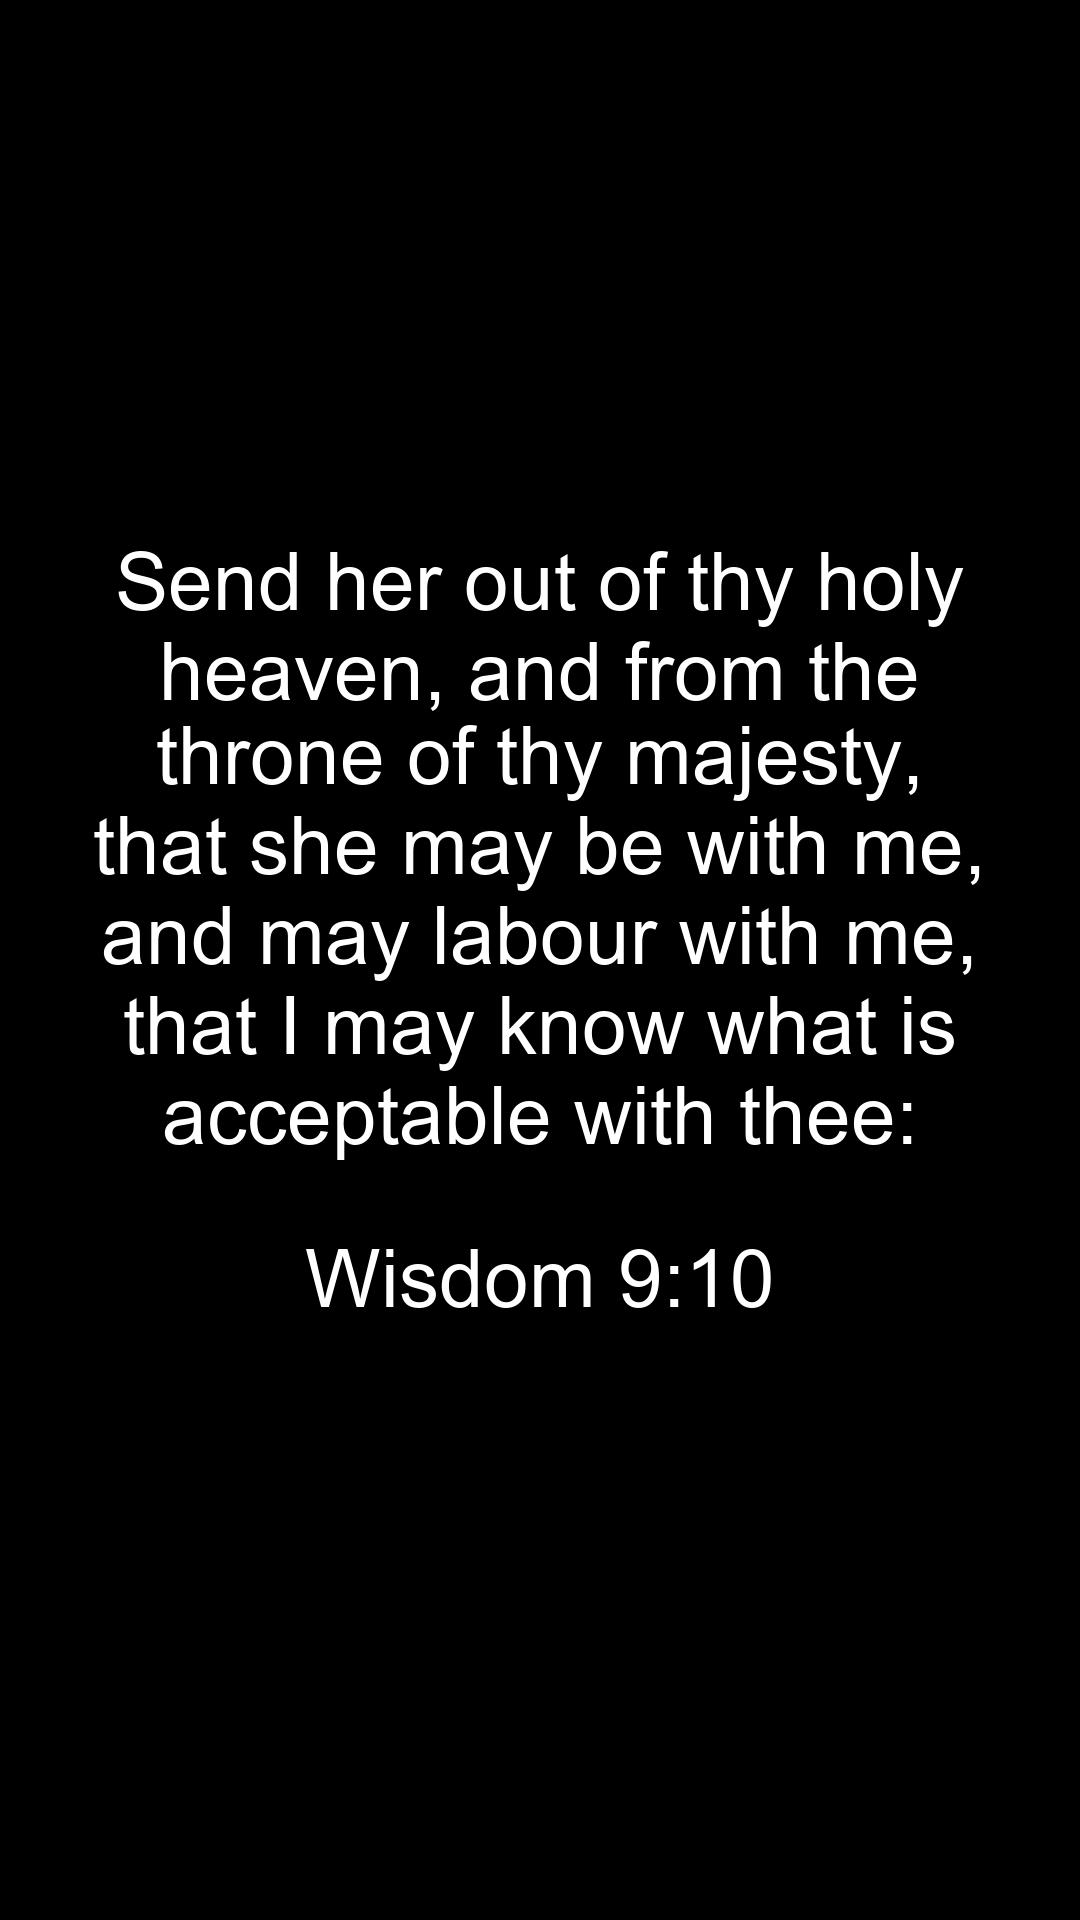 Send her out of thy holy
heaven, and from the
throne of thy majesty,
that she may be with me,
and may labour with me,
that I may know what is
acceptable with thee:
Wisdom 9:10